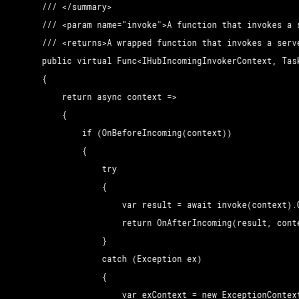 /// </summary>
/// <param name="invoke">A function that invokes a
/// <returns>A wrapped function that invokes a serve
public virtual Func<IHubIncomingInvokerContext, Task
{
return async context =>
{
if (OnBeforeIncoming(context))
{
try
{
var result = await invoke(context).
return OnAfterIncoming(result, conte
}
catch (Exception ex)
{
var exContext = new ExceptionContext